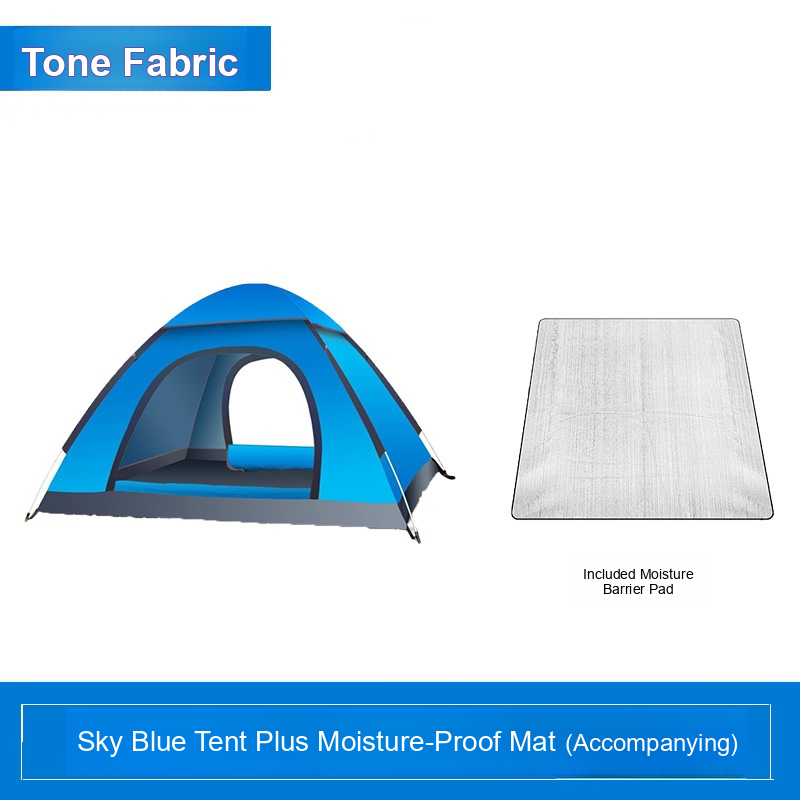 Tone Fabric
Included Moisture
Barrier Pad
Sky Blue Tent Plus Moisture-Proof Mat (Accompanying)